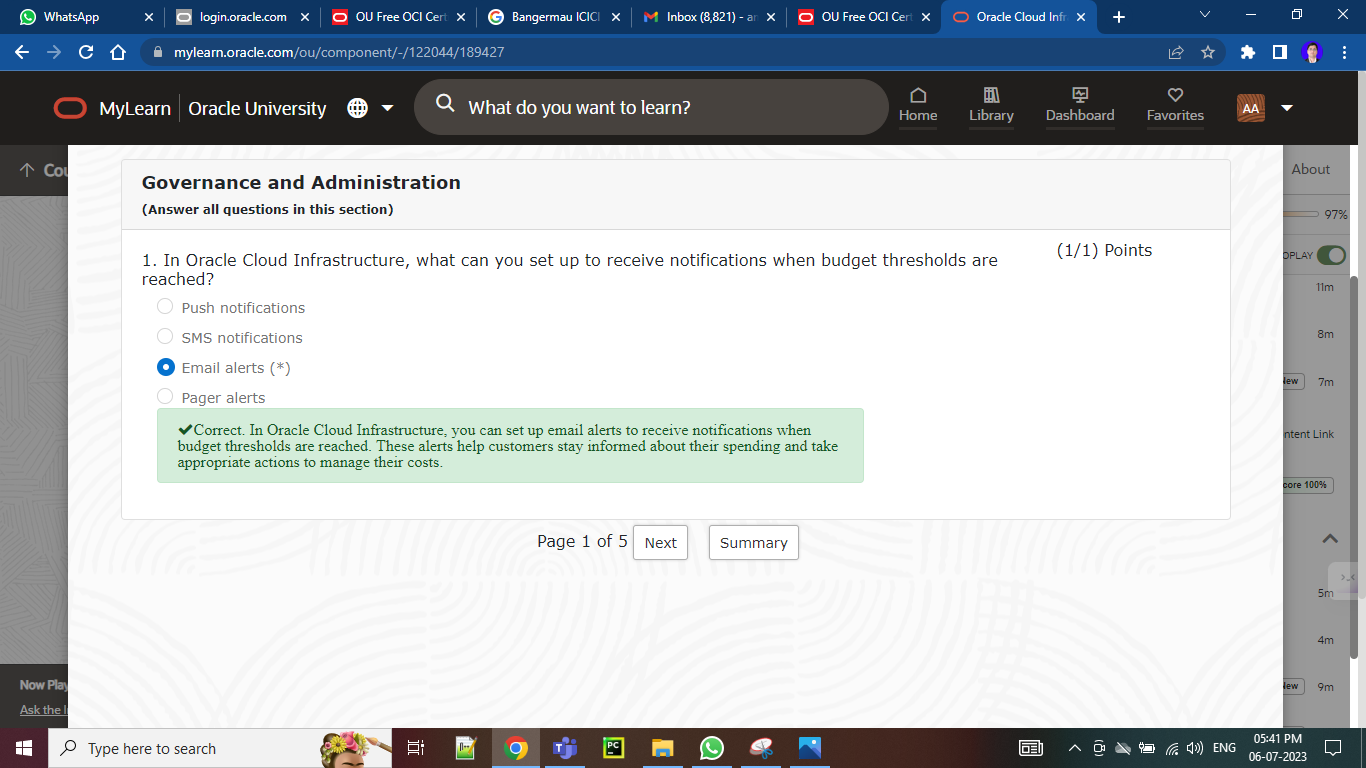 WhatsApp
login.oracle.com
OU Free OCI Cert
Bangermau ICICI
Inbox (8,821) - an
OU Free OCI Cert
Oracle Cloud Infr
mylearn.oracle.com/ou/component/-/122044/189427
MyLearn
Oracle University
What do you want to learn?
Home
Library
Dashboard
Favorites
AA
Cou
About
Governance and Administration
(Answer all questions in this section)
97%
(1/1) Points
1. In Oracle Cloud Infrastructure, what can you set up to receive notifications when budget thresholds are
reached?
OPLAY
11m
Push notifications
8m
SMS notifications
Email alerts (*)
New
7m
Pager alerts
✔Correct. In Oracle Cloud Infrastructure, you can set up email alerts to receive notifications when
budget thresholds are reached. These alerts help customers stay informed about their spending and take
appropriate actions to manage their costs.
ntent Link
core 100%
Page 1 of 5
Next
Summary
5m
4m
Now Play
New
9m
Ask the I
Type here to search
PC
ENG
05:41 PM
06-07-2023